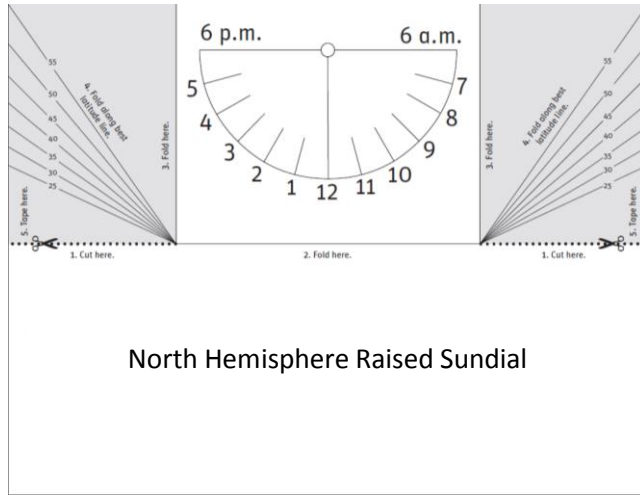 6 p.m.
6 a.m.
5
4
3
2
1
12
11
10
9
8
7
55
50
45
40
35
30
25
4. Fold along best
latitude line.
3. Fold here.
5. Tape here.
1. Cut here.
2. Fold here.
3. Fold here.
4. Fold along best
latitude line.
55
50
45
40
35
30
25
5. Tape here.
1. Cut here.
North Hemisphere Raised Sundial